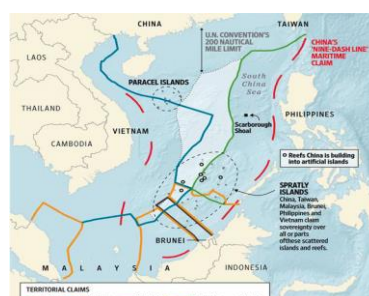 CHINA
TAIWAN
U.N. CONVENTION'S
200 NAUTICAL
MILE LIMIT
CHINA'S
'NINE-DASH LINE'
MARITIME
CLAIM
LAOS
PARACEL ISLANDS
South
China
Sea
THAILAND
VIETNAM
PHILIPPINES
Scarborough
Shoal
CAMBODIA
Reefs China is building
into artificial islands
SPRATLY
ISLANDS
China, Taiwan,
Malaysia, Brunei,
Philippines and
Vietnam claim
sovereignty over
all or parts
ofthese scattered
islands and reefs.
BRUNEI
MALAYSIA
INDONESIA
TERRITORIAL CLAIMS